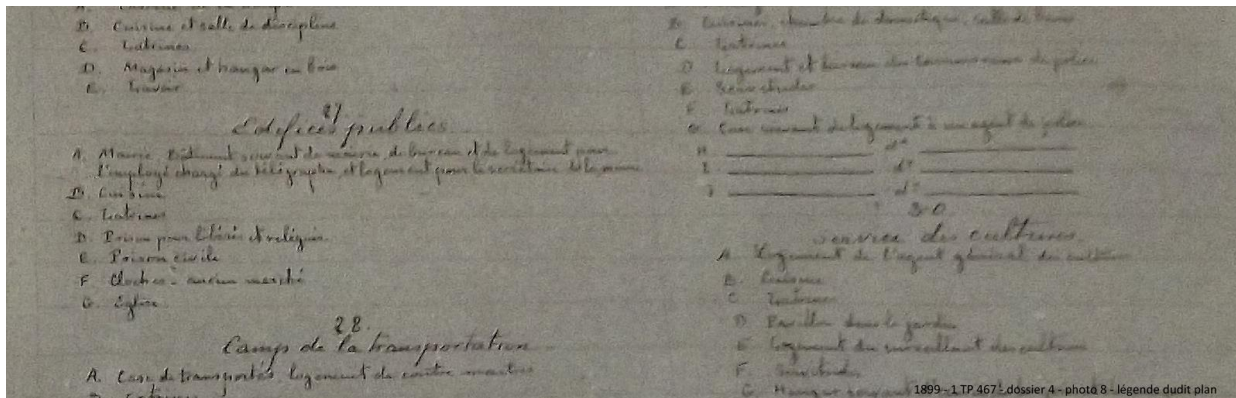 B. Cuisine et salle de discipline
C. Latrines
D. Magasin et hangar en bois
E. Lavoir
27
Edifices publics
A. Mairie. Bâtiment servant de mairie, de bureau et de logement pour
l'employé chargé du télégraphe, et logement pour le secrétaire de la mairie
B. Cuisine
C. Latrines
D. Prison pour libérés et relégués
E. Prison civile
F. Cloches - ancien marché
G. Eglise
28.
Camp de la transportation
A. Case de transportés, logement de contre maîtres
B. chambre de domestique, salle de bains
C. Latrines
D. Logement et bureau du commissaire de police
E.
F. Latrines
G. Case servant de logement à un agent de police
H. d°
I. d°
J. d°
30
Service des cultures
A. Logement de l'agent général des cultures
B. Cuisine
C. Latrines
D. Pavillon dans le jardin
E. Logement du surveillant des cultures
F.
G. Hangar servant
1899 - 1 TP 467 - dossier 4 - photo 8 - légende dudit plan